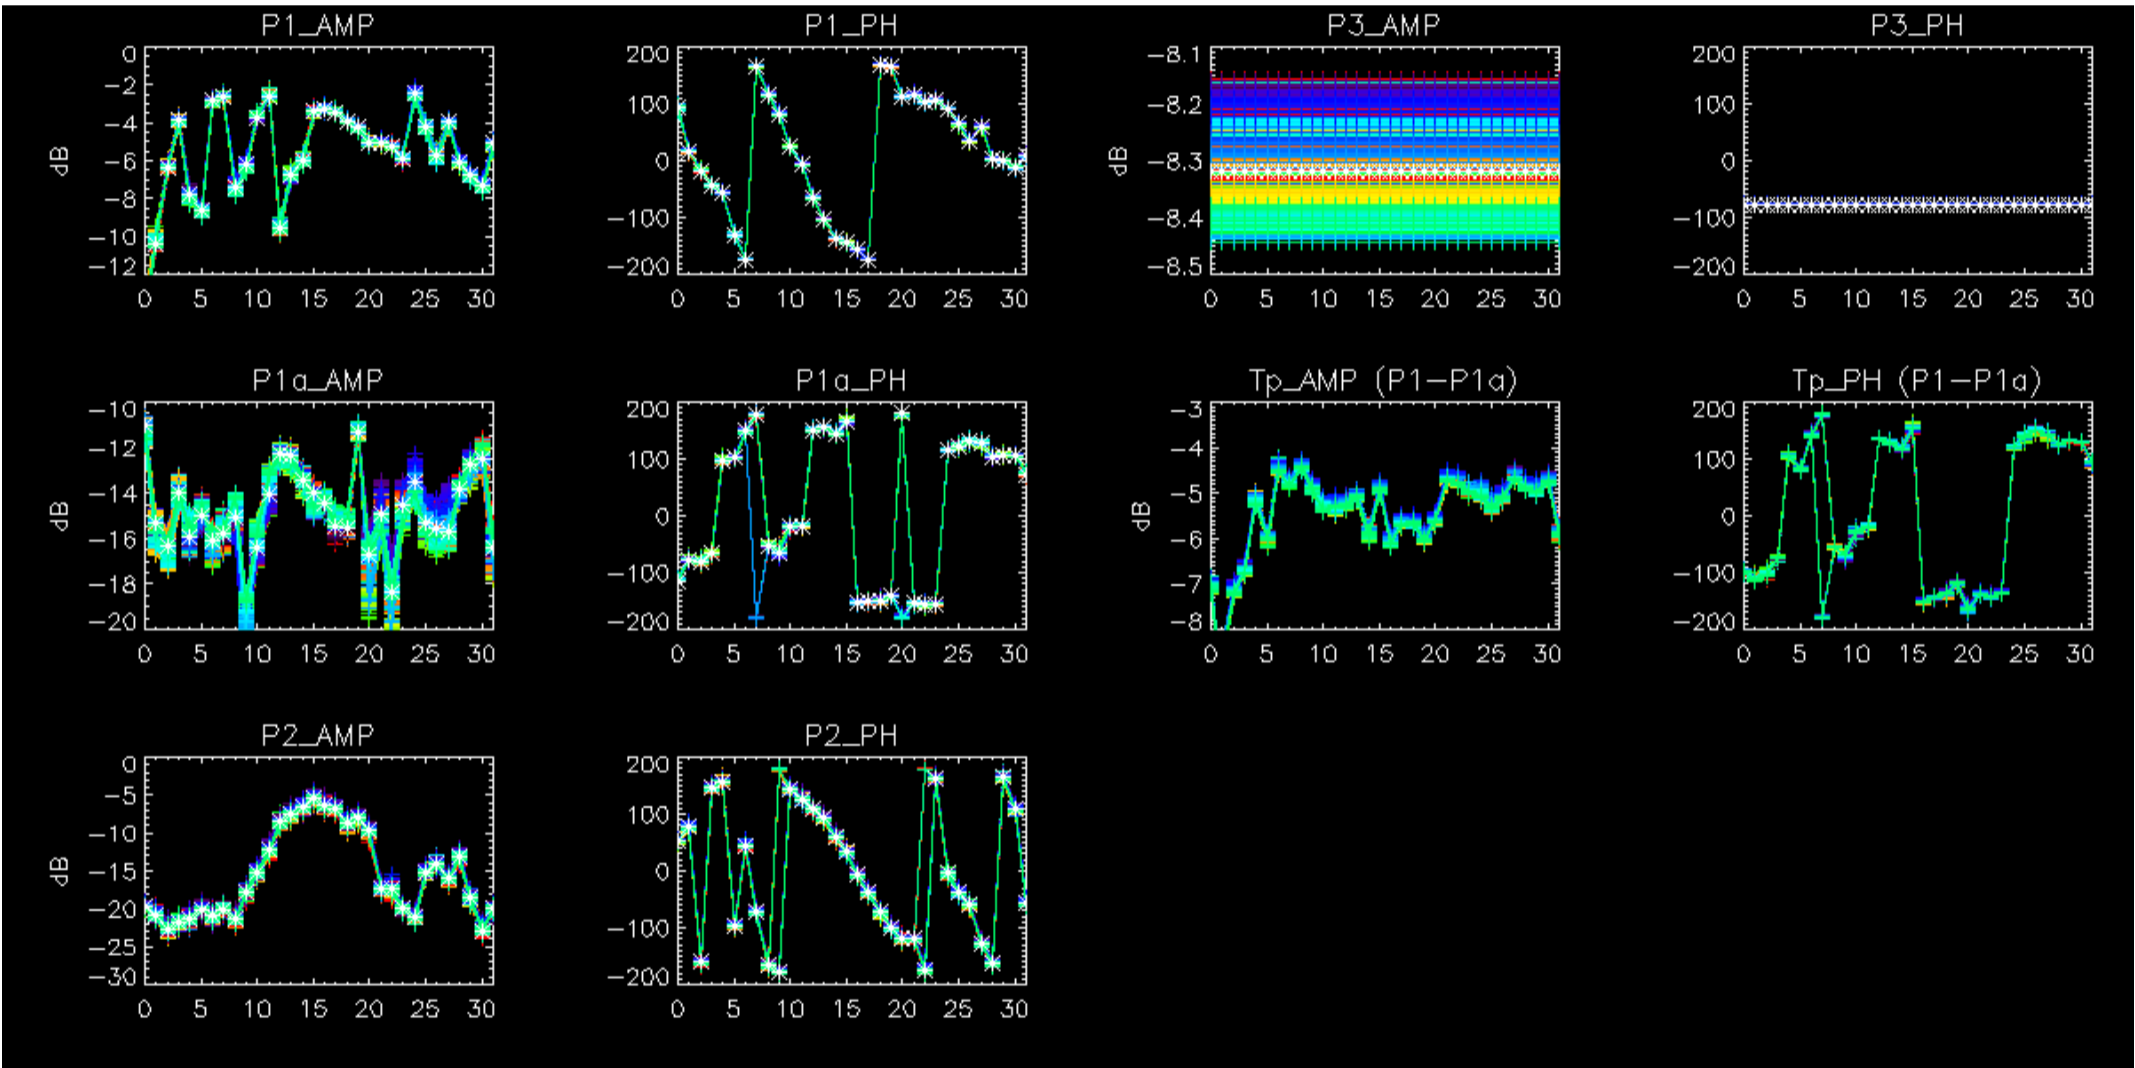 P1_AMP
P1_PH
P3_AMP
P3_PH
0
-2
-4
-6
-8
-10
-12
dB
0 5 10 15 20 25 30
200
100
0
-100
-200
0 5 10 15 20 25 30
-8.1
-8.2
-8.3
-8.4
-8.5
dB
0 5 10 15 20 25 30
200
100
0
-100
-200
0 5 10 15 20 25 30
P1a_AMP
P1a_PH
Tp_AMP (P1-P1a)
Tp_PH (P1-P1a)
-10
-12
-14
-16
-18
-20
dB
0 5 10 15 20 25 30
200
100
0
-100
-200
0 5 10 15 20 25 30
-3
-4
-5
-6
-7
-8
dB
0 5 10 15 20 25 30
200
100
0
-100
-200
0 5 10 15 20 25 30
P2_AMP
P2_PH
0
-5
-10
-15
-20
-25
-30
dB
0 5 10 15 20 25 30
200
100
0
-100
-200
0 5 10 15 20 25 30